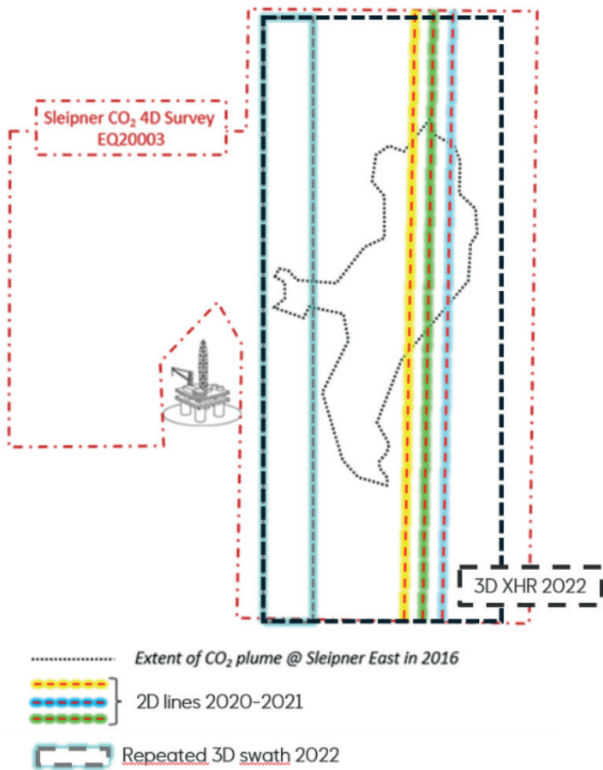 Sleipner CO₂ 4D Survey
EQ20003
3D XHR 2022
Extent of CO₂ plume @ Sleipner East in 2016
2D lines 2020-2021
Repeated 3D swath 2022